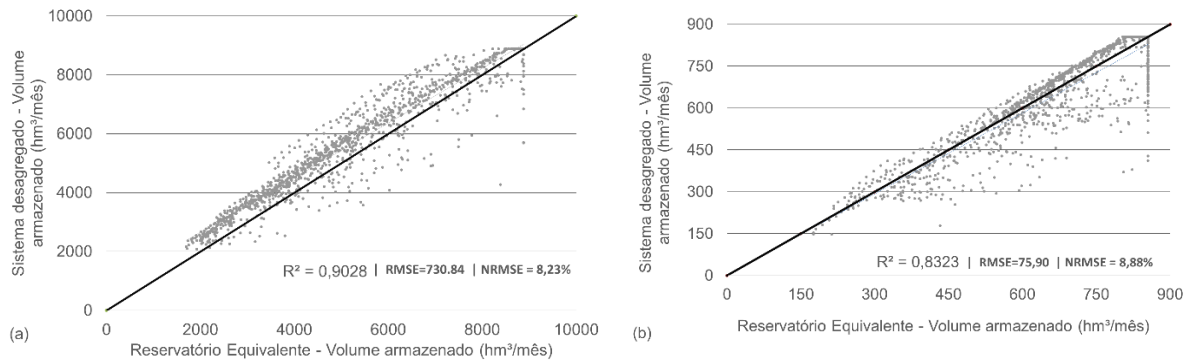 Sistema desagregado - Volume
armazenado (hm³/mês)
10000
8000
6000
4000
2000
0
R² = 0,9028 | RMSE=730.84 | NRMSE = 8,23%
0 2000 4000 6000 8000 10000
(a)
Reservatório Equivalente - Volume armazenado (hm³/mês)
Sistema desagregado - Volume
armazenado (hm³/mês)
900
750
600
450
300
150
0
R² = 0,8323 | RMSE=75,90 | NRMSE = 8,88%
0 150 300 450 600 750 900
(b)
Reservatório Equivalente - Volume armazenado (hm³/mês)